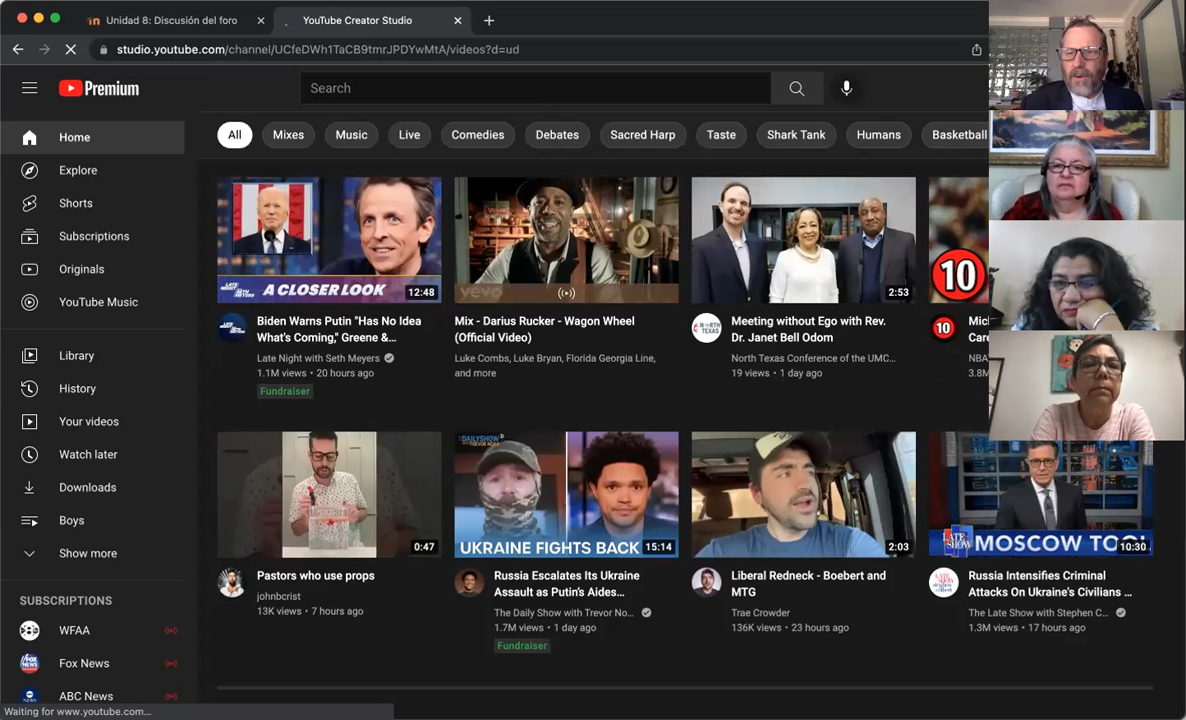 Unidad 8: Discusión del foro
YouTube Creator Studio
studio.youtube.com/channel/UCfeDWh1TaCB9tmrJPDYwMtA/videos?d=ud
Premium
Search
All
Mixes
Music
Live
Comedies
Debates
Sacred Harp
Taste
Shark Tank
Humans
Basketball
Home
Explore
Shorts
Subscriptions
Originals
YouTube Music
Library
History
Your videos
Watch later
Downloads
Boys
Show more
SUBSCRIPTIONS
WFAA
Fox News
ABC News
A CLOSER LOOK
12:48
Biden Warns Putin "Has No Idea
What's Coming," Greene &...
Late Night with Seth Meyers
1.1M views • 20 hours ago
Fundraiser
vevo
Mix - Darius Rucker - Wagon Wheel
(Official Video)
Luke Combs, Luke Bryan, Florida Georgia Line,
and more
2:53
Meeting without Ego with Rev.
Dr. Janet Bell Odom
North Texas Conference of the UMC...
19 views • 1 day ago
10
10
Mic
Care
NBA
3.8M
0:47
Pastors who use props
johnbcrist
13K views • 7 hours ago
UKRAINE FIGHTS BACK
15:14
Russia Escalates Its Ukraine
Assault as Putin's Aides...
The Daily Show with Trevor No...
1.7M views • 1 day ago
Fundraiser
2:03
Liberal Redneck - Boebert and
MTG
Trae Crowder
136K views • 23 hours ago
LATE SHOW
MOSCOW TOO
10:30
Russia Intensifies Criminal
Attacks On Ukraine's Civilians ...
The Late Show with Stephen C...
1.3M views • 17 hours ago
Waiting for www.youtube.com...